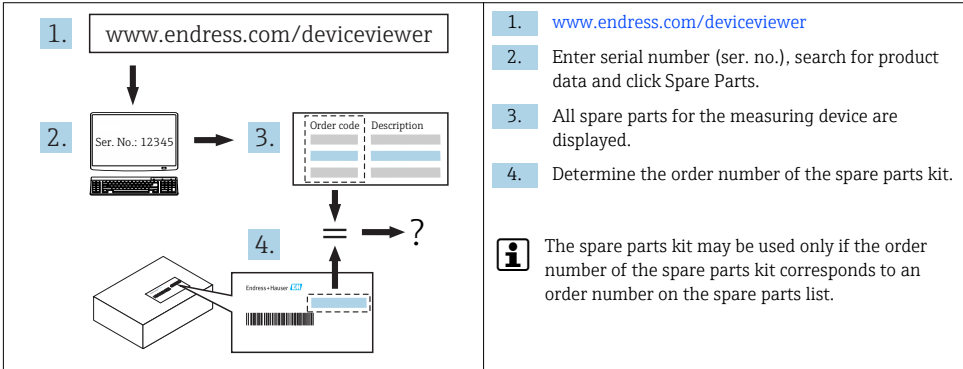 1.
www.endress.com/deviceviewer
2.
Ser. No.: 12345
3.
Order code
Description
=
?
4.
Endress+Hauser EH
1.
www.endress.com/deviceviewer
2.
Enter serial number (ser. no.), search for product
data and click Spare Parts.
3.
All spare parts for the measuring device are
displayed.
4.
Determine the order number of the spare parts kit.
i
The spare parts kit may be used only if the order
number of the spare parts kit corresponds to an
order number on the spare parts list.